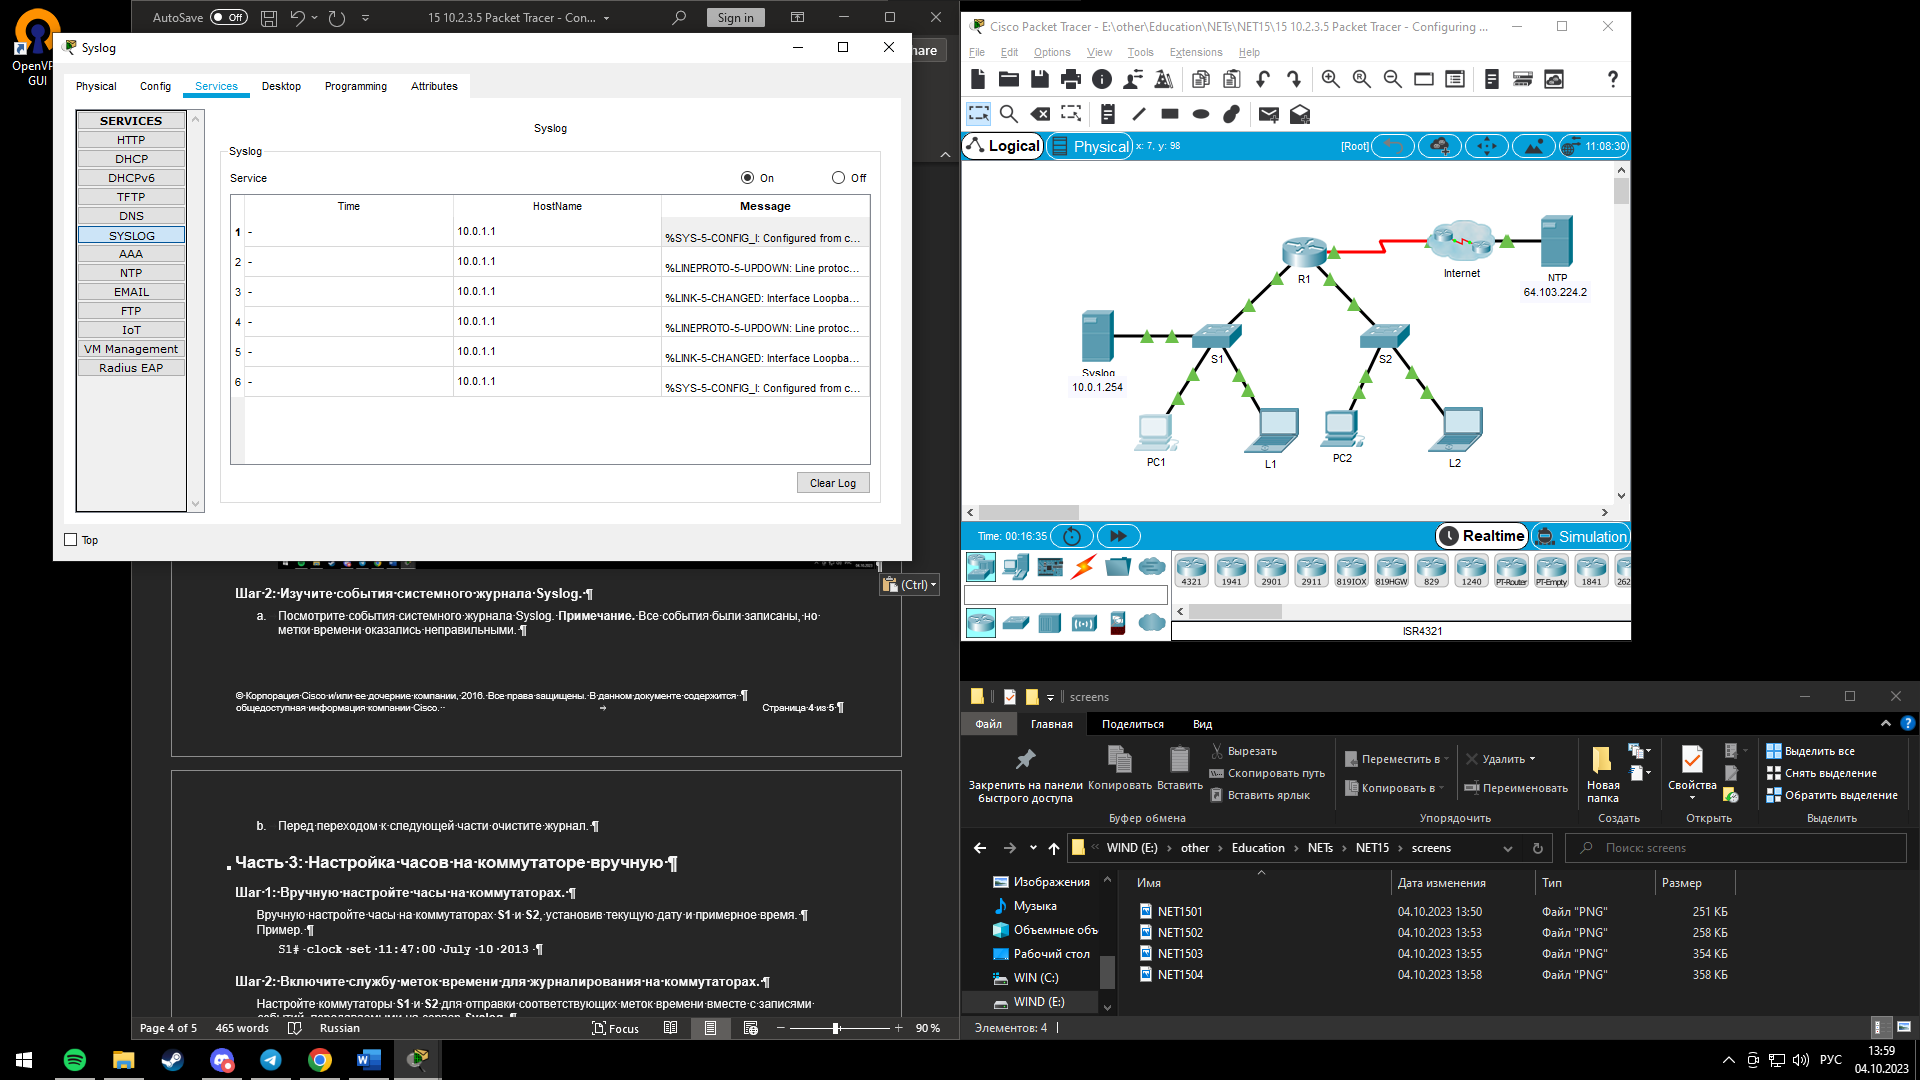 OpenVP
GUI
AutoSave
Off
15 10.2.3.5 Packet Tracer - Con...
Sign in
hare
Syslog
Physical
Config
Services
Desktop
Programming
Attributes
SERVICES
HTTP
DHCP
DHCPv6
TFTP
DNS
SYSLOG
AAA
NTP
EMAIL
FTP
IoT
VM Management
Radius EAP
Syslog
Syslog
Service
On
Off
Time HostName Message
1 - 10.0.1.1 %SYS-5-CONFIG_I: Configured from c...
2 - 10.0.1.1 %LINEPROTO-5-UPDOWN: Line protoc...
3 - 10.0.1.1 %LINK-5-CHANGED: Interface Loopba...
4 - 10.0.1.1 %LINEPROTO-5-UPDOWN: Line protoc...
5 - 10.0.1.1 %LINK-5-CHANGED: Interface Loopba...
6 - 10.0.1.1 %SYS-5-CONFIG_I: Configured from c...
Clear Log
Top
(Ctrl)
Шаг·2:·Изучите·события·системного·журнала·Syslog.·¶
a. Посмотрите·события·системного·журнала·Syslog.·Примечание.·Все·события·были·записаны,·но·
метки·времени·оказались·неправильными.·¶
©·Корпорация·Cisco·и/или·ее·дочерние·компании,·2016.·Все·права·защищены.·В·данном·документе·содержится··¶
общедоступная·информация·компании·Cisco.·· → Страница·4·из·5·¶
b. Перед·переходом·к·следующей·части·очистите·журнал.·¶
Часть·3:·Настройка·часов·на·коммутаторе·вручную·¶
Шаг·1:·Вручную·настройте·часы·на·коммутаторах.·¶
Вручную·настройте·часы·на·коммутаторах·S1·и·S2,·установив·текущую·дату·и·примерное·время.·¶
Пример.·¶
S1#··clock·set·11:47:00·July·10·2013·¶
Шаг·2:·Включите·службу·меток·времени·для·журналирования·на·коммутаторах.·¶
Настройте·коммутаторы·S1·и·S2·для·отправки·соответствующих·меток·времени·вместе·с·записями·
событий,·передаваемыми·на·сервер·Syslog.·¶
Page 4 of 5
465 words
Russian
Focus
90 %
Cisco Packet Tracer - E:\other\Education\NETs\NET15\15 10.2.3.5 Packet Tracer - Configuring ...
File Edit Options View Tools Extensions Help
?
Logical
Physical
x: 7, y: 98
[Root]
11:08:30
R1
Internet
NTP
64.103.224.2
Syslog
10.0.1.254
S1
S2
PC1
L1
PC2
L2
Time: 00:16:35
Realtime
Simulation
4321
1941
2901
2911
819IOX
819HGW
829
1240
PT-Router
PT-Empty
1841
262
ISR4321
screens
Файл
Главная
Поделиться
Вид
Закрепить на панели
быстрого доступа
Копировать
Вставить
Вырезать
Скопировать путь
Вставить ярлык
Буфер обмена
Переместить в
Копировать в
Удалить
Переименовать
Упорядочить
Новая
папка
Создать
Свойства
Открыть
Выделить все
Снять выделение
Обратить выделение
Выделить
WIND (E:) › other › Education › NETs › NET15 › screens
Поиск: screens
Изображения
Музыка
Объемные объ
Рабочий стол
WIN (C:)
WIND (E:)
Имя Дата изменения Тип Размер
NET1501 04.10.2023 13:50 Файл "PNG" 251 КБ
NET1502 04.10.2023 13:53 Файл "PNG" 258 КБ
NET1503 04.10.2023 13:55 Файл "PNG" 354 КБ
NET1504 04.10.2023 13:58 Файл "PNG" 358 КБ
Элементов: 4
РУС
13:59
04.10.2023